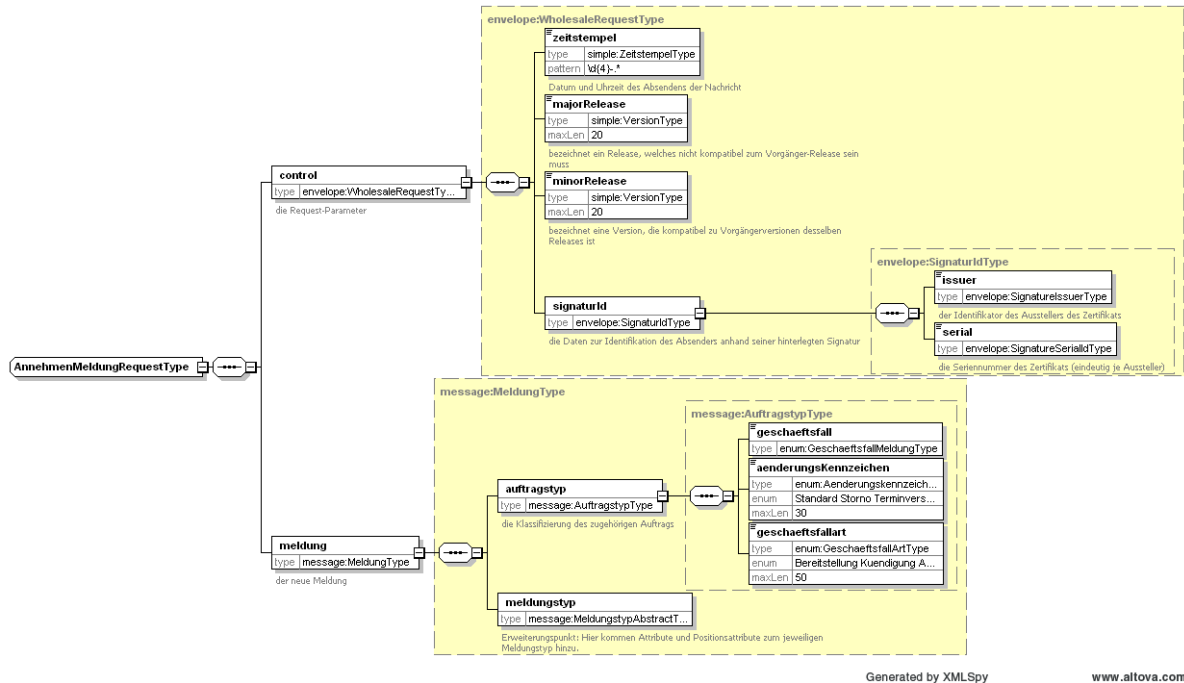 envelope:WholesaleRequestType
zeitstempel
type simple:ZeitstempelType
pattern \d{4}-.*
Datum und Uhrzeit des Absendens der Nachricht
majorRelease
type simple:VersionType
maxLen 20
bezeichnet ein Release, welches nicht kompatibel zum Vorgänger-Release sein
muss
control
type envelope:WholesaleRequestTy...
die Request-Parameter
minorRelease
type simple:VersionType
maxLen 20
bezeichnet eine Version, die kompatibel zu Vorgängerversionen desselben
Releases ist
envelope:SignaturIdType
issuer
type envelope:SignatureIssuerType
der Identifikator des Ausstellers des Zertifikats
signaturId
type envelope:SignaturIdType
die Daten zur Identifikation des Absenders anhand seiner hinterlegten Signatur
serial
type envelope:SignatureSerialIdType
die Seriennummer des Zertifikats (eindeutig je Aussteller)
AnnehmenMeldungRequestType
message:MeldungType
message:AuftragstypType
geschaeftsfall
type enum:GeschaeftsfallMeldungType
aenderungsKennzeichen
type enum:Aenderungskennzeich...
enum Standard Storno Terminvers...
maxLen 30
auftragstyp
type message:AuftragstypType
die Klassifizierung des zugehörigen Auftrags
geschaeftsfallart
type enum:GeschaeftsfallArtType
enum Bereitstellung Kuendigung A...
maxLen 50
meldung
type message:MeldungType
der neue Meldung
meldungstyp
type message:MeldungstypAbstractT...
Erweiterungspunkt: Hier kommen Attribute und Positionsattribute zum jeweiligen
Meldungstyp hinzu.
Generated by XMLSpy
www.altova.com